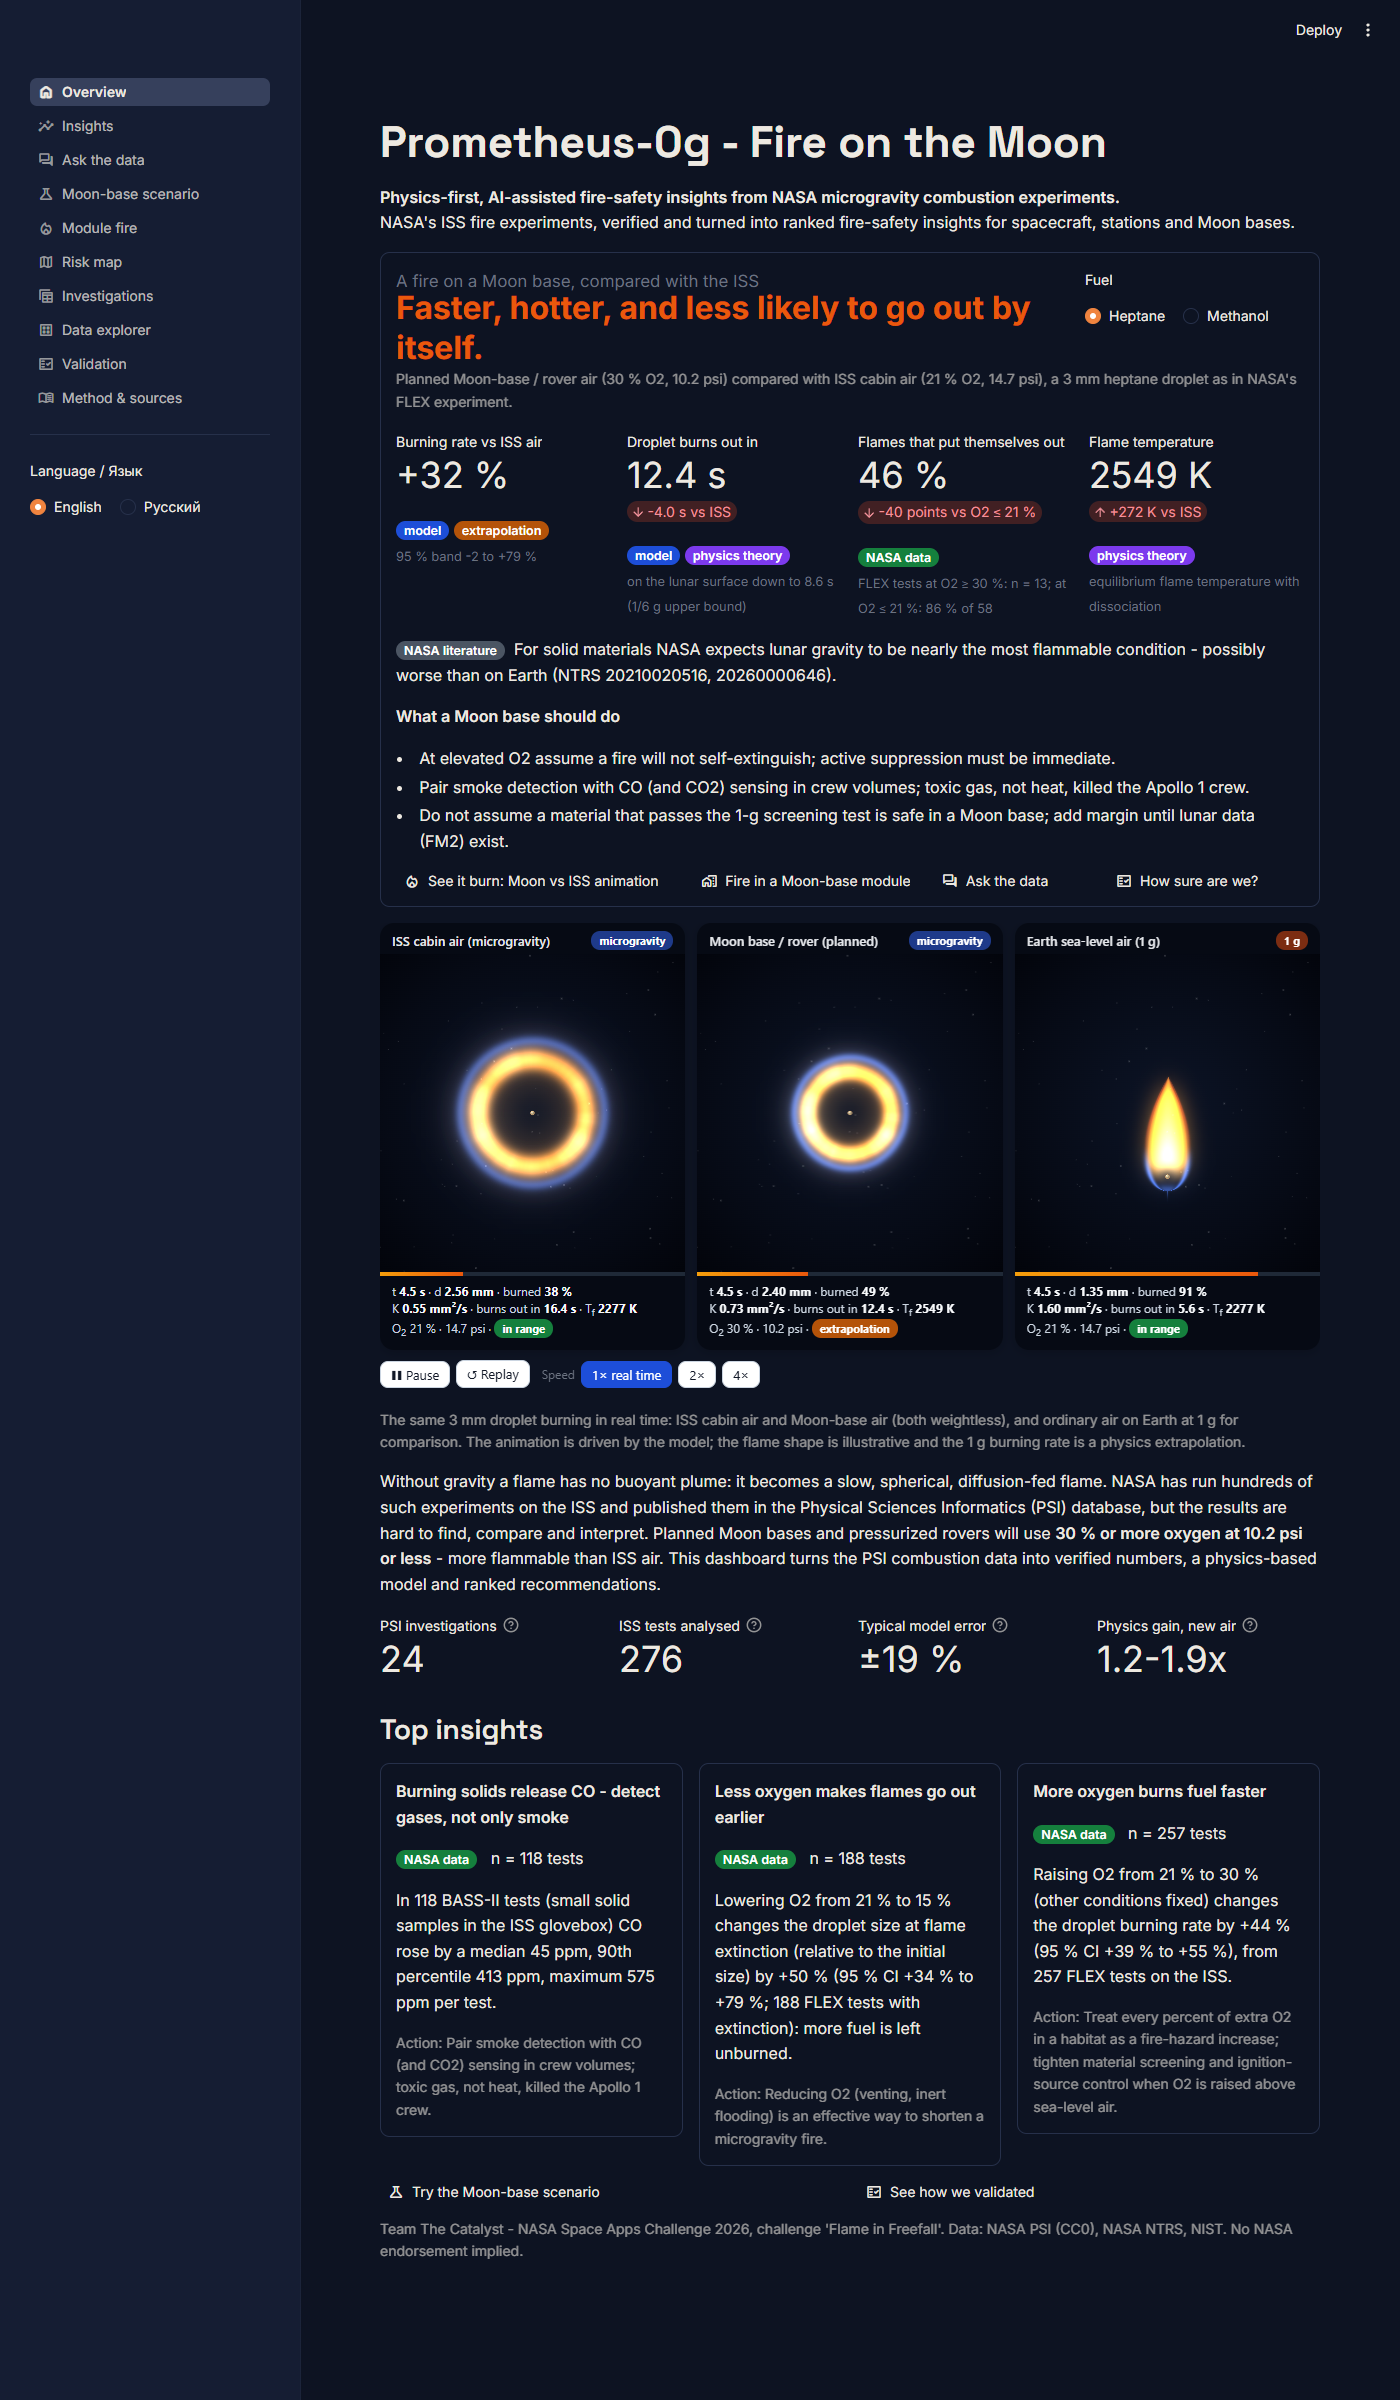 Deploy
Overview
Insights
Ask the data
Moon-base scenario
Module fire
Risk map
Investigations
Data explorer
Validation
Method & sources
Language / Язык
English
Русский
Prometheus-0g - Fire on the Moon
Physics-first, AI-assisted fire-safety insights from NASA microgravity combustion experiments.
NASA's ISS fire experiments, verified and turned into ranked fire-safety insights for spacecraft, stations and Moon bases.
A fire on a Moon base, compared with the ISS
Faster, hotter, and less likely to go out by
itself.
Fuel
Heptane
Methanol
Planned Moon-base / rover air (30 % O2, 10.2 psi) compared with ISS cabin air (21 % O2, 14.7 psi), a 3 mm heptane droplet as in NASA's
FLEX experiment.
Burning rate vs ISS air
+32 %
model extrapolation
95 % band -2 to +79 %
Droplet burns out in
12.4 s
↓ -4.0 s vs ISS
model physics theory
on the lunar surface down to 8.6 s
(1/6 g upper bound)
Flames that put themselves out
46 %
↓ -40 points vs O2 ≤ 21 %
NASA data
FLEX tests at O2 ≥ 30 %: n = 13; at
O2 ≤ 21 %: 86 % of 58
Flame temperature
2549 K
↑ +272 K vs ISS
physics theory
equilibrium flame temperature with
dissociation
NASA literature For solid materials NASA expects lunar gravity to be nearly the most flammable condition - possibly
worse than on Earth (NTRS 20210020516, 20260000646).
What a Moon base should do
• At elevated O2 assume a fire will not self-extinguish; active suppression must be immediate.
• Pair smoke detection with CO (and CO2) sensing in crew volumes; toxic gas, not heat, killed the Apollo 1 crew.
• Do not assume a material that passes the 1-g screening test is safe in a Moon base; add margin until lunar data
(FM2) exist.
See it burn: Moon vs ISS animation
Fire in a Moon-base module
Ask the data
How sure are we?
ISS cabin air (microgravity) microgravity
Moon base / rover (planned) microgravity
Earth sea-level air (1 g) 1 g
t 4.5 s · d 2.56 mm · burned 38 %
K 0.55 mm²/s · burns out in 16.4 s · Tf 2277 K
O₂ 21 % · 14.7 psi · in range
t 4.5 s · d 2.40 mm · burned 49 %
K 0.73 mm²/s · burns out in 12.4 s · Tf 2549 K
O₂ 30 % · 10.2 psi · extrapolation
t 4.5 s · d 1.35 mm · burned 91 %
K 1.60 mm²/s · burns out in 5.6 s · Tf 2277 K
O₂ 21 % · 14.7 psi · in range
Pause ↺ Replay Speed 1× real time 2× 4×
The same 3 mm droplet burning in real time: ISS cabin air and Moon-base air (both weightless), and ordinary air on Earth at 1 g for
comparison. The animation is driven by the model; the flame shape is illustrative and the 1 g burning rate is a physics extrapolation.
Without gravity a flame has no buoyant plume: it becomes a slow, spherical, diffusion-fed flame. NASA has run hundreds of
such experiments on the ISS and published them in the Physical Sciences Informatics (PSI) database, but the results are
hard to find, compare and interpret. Planned Moon bases and pressurized rovers will use 30 % or more oxygen at 10.2 psi
or less - more flammable than ISS air. This dashboard turns the PSI combustion data into verified numbers, a physics-based
model and ranked recommendations.
PSI investigations
24
ISS tests analysed
276
Typical model error
±19 %
Physics gain, new air
1.2-1.9x
Top insights
Burning solids release CO - detect
gases, not only smoke
NASA data n = 118 tests
In 118 BASS-II tests (small solid
samples in the ISS glovebox) CO
rose by a median 45 ppm, 90th
percentile 413 ppm, maximum 575
ppm per test.
Action: Pair smoke detection with CO
(and CO2) sensing in crew volumes;
toxic gas, not heat, killed the Apollo 1
crew.
Less oxygen makes flames go out
earlier
NASA data n = 188 tests
Lowering O2 from 21 % to 15 %
changes the droplet size at flame
extinction (relative to the initial
size) by +50 % (95 % CI +34 % to
+79 %; 188 FLEX tests with
extinction): more fuel is left
unburned.
Action: Reducing O2 (venting, inert
flooding) is an effective way to shorten a
microgravity fire.
More oxygen burns fuel faster
NASA data n = 257 tests
Raising O2 from 21 % to 30 %
(other conditions fixed) changes
the droplet burning rate by +44 %
(95 % CI +39 % to +55 %), from
257 FLEX tests on the ISS.
Action: Treat every percent of extra O2
in a habitat as a fire-hazard increase;
tighten material screening and ignition-
source control when O2 is raised above
sea-level air.
Try the Moon-base scenario
See how we validated
Team The Catalyst - NASA Space Apps Challenge 2026, challenge 'Flame in Freefall'. Data: NASA PSI (CC0), NASA NTRS, NIST. No NASA
endorsement implied.